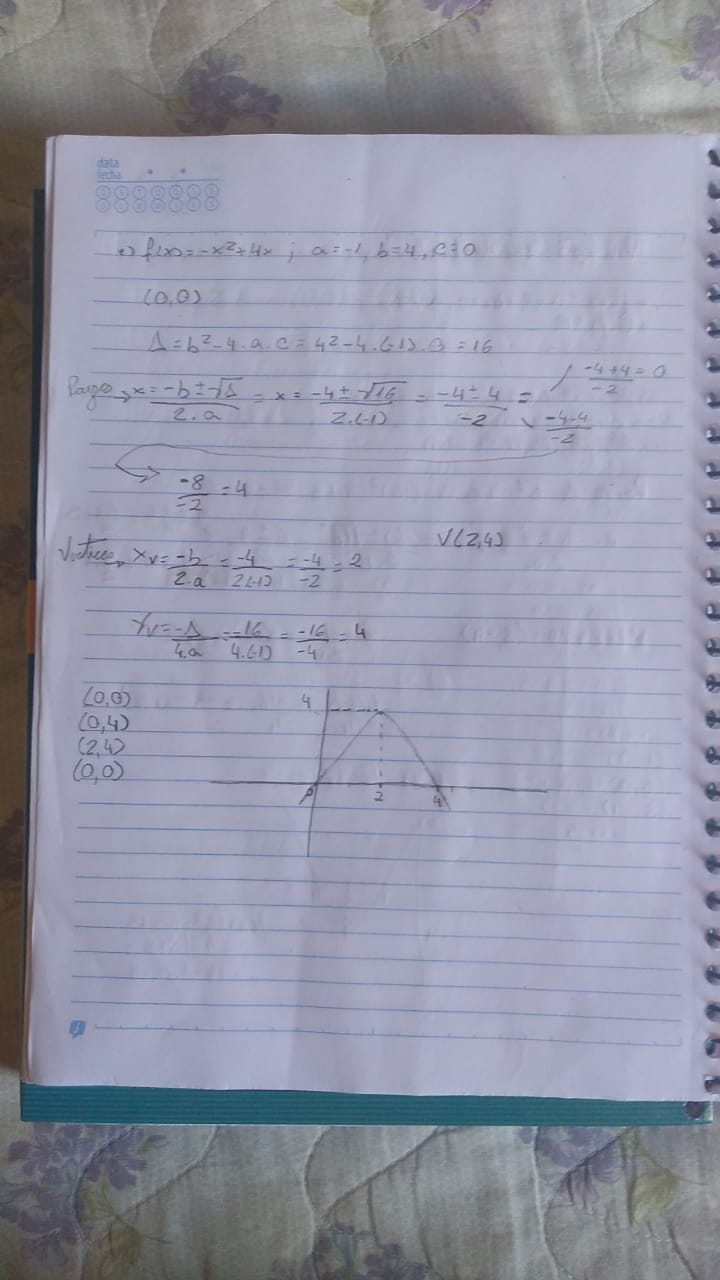 data
fecha
D S T Q Q S S
D L M M J V S
c) f(x) = -x²+4x ; a=-1, b=4, c=0
(0,0)
Δ = b²-4.a.c = 4²-4.(-1).0 = 16
x = -b±√Δ / 2.a = x = -4±√16 / 2.(-1) = -4±4 / -2 = -4+4 / -2 = 0
-4-4 / -2
-8 / -2 = 4
V(2,4)
Xv = -b / 2.a = -4 / 2(-1) = -4 / -2 = 2
Yv = -Δ / 4.a = -16 / 4.(-1) = -16 / -4 = 4
(0,0)
(0,4)
(2,4)
(0,0)
4
0 2 4